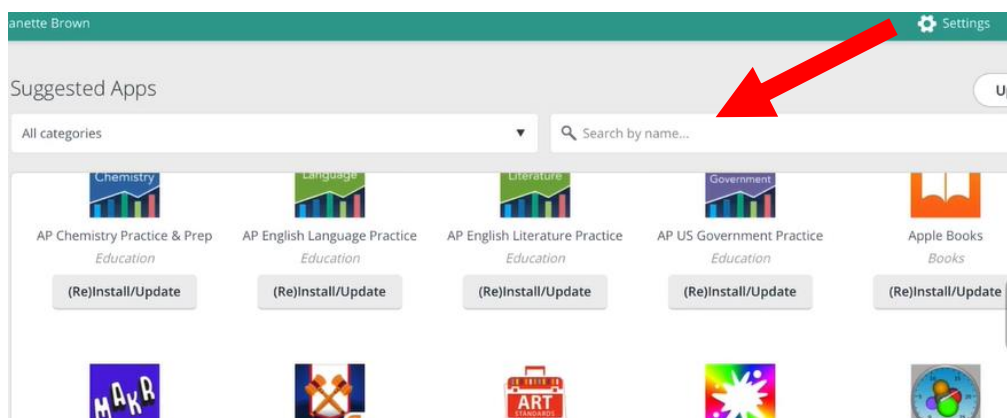 anette Brown
Settings
Suggested Apps
U
All categories
Search by name...
Chemistry
Language
Literature
Government
AP Chemistry Practice & Prep
AP English Language Practice
AP English Literature Practice
AP US Government Practice
Apple Books
Education
Education
Education
Education
Books
(Re)Install/Update
(Re)Install/Update
(Re)Install/Update
(Re)Install/Update
(Re)Install/Update
MAKR
ART
STANDARDS